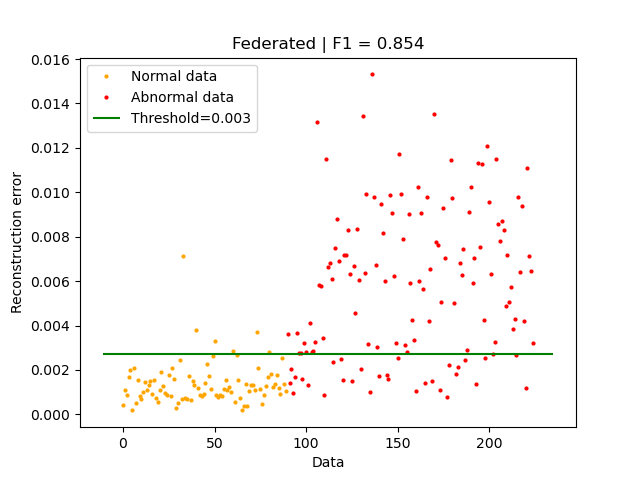 Federated | F1 = 0.854
Normal data
Abnormal data
Threshold=0.003
0.016
0.014
0.012
0.010
0.008
0.006
0.004
0.002
0.000
Reconstruction error
0
50
100
150
200
Data